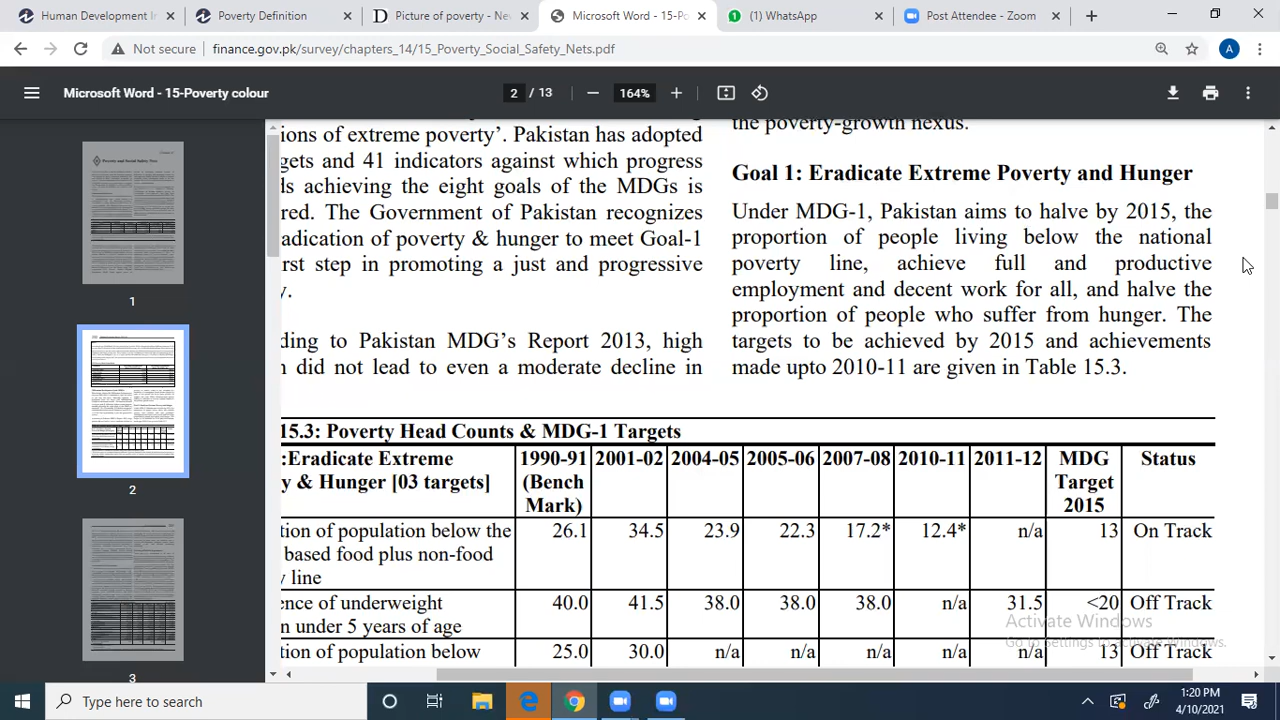 Human Development I
Poverty Definition
Picture of poverty - Ne
Microsoft Word - 15-Po
(1) WhatsApp
Post Attendee - Zoom
Not secure
finance.gov.pk/survey/chapters_14/15_Poverty_Social_Safety_Nets.pdf
A
Microsoft Word - 15-Poverty colour
2 / 13
164%
1
2
3
ions of extreme poverty’. Pakistan has adopted
gets and 41 indicators against which progress
ds achieving the eight goals of the MDGs is
red. The Government of Pakistan recognizes
adication of poverty & hunger to meet Goal-1
rst step in promoting a just and progressive
y.
ding to Pakistan MDG’s Report 2013, high
n did not lead to even a moderate decline in
the poverty-growth nexus.
Goal 1: Eradicate Extreme Poverty and Hunger
Under MDG-1, Pakistan aims to halve by 2015, the
proportion of people living below the national
poverty line, achieve full and productive
employment and decent work for all, and halve the
proportion of people who suffer from hunger. The
targets to be achieved by 2015 and achievements
made upto 2010-11 are given in Table 15.3.
15.3: Poverty Head Counts & MDG-1 Targets
:Eradicate Extreme 1990-91 2001-02 2004-05 2005-06 2007-08 2010-11 2011-12 MDG Status
y & Hunger [03 targets] (Bench Target
Mark) 2015
tion of population below the 26.1 34.5 23.9 22.3 17.2* 12.4* n/a 13 On Track
based food plus non-food
y line
ence of underweight 40.0 41.5 38.0 38.0 38.0 n/a 31.5 <20 Off Track
n under 5 years of age
tion of population below 25.0 30.0 n/a n/a n/a n/a n/a 13 Off Track
Activate Windows
Go to Settings to activate Windows.
Type here to search
1:20 PM
4/10/2021